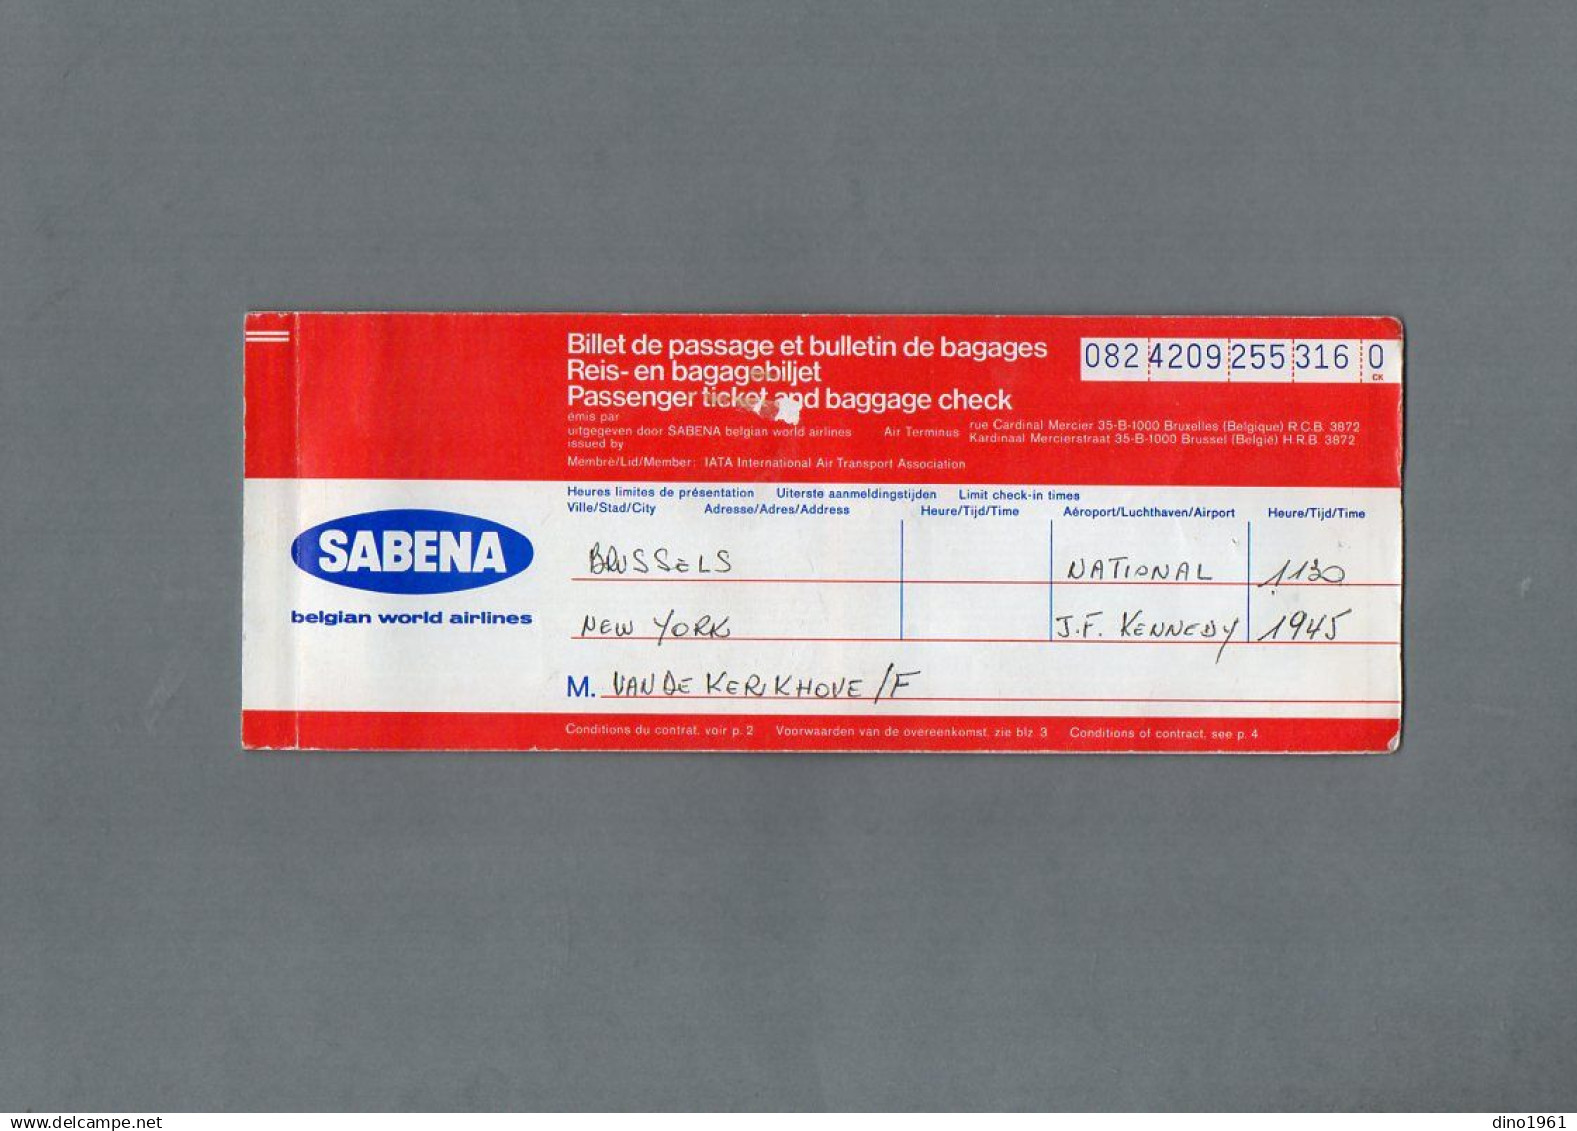 Billet de passage et bulletin de bagages
Reis- en bagagebiljet
Passenger ticket and baggage check
082 4209 255 316 0
CK
émis par
uitgegeven door SABENA belgian world airlines
issued by
Air Terminus
rue Cardinal Mercier 35-B-1000 Bruxelles (Belgique) R.C.B. 3872
Kardinaal Mercierstraat 35-B-1000 Brussel (België) H.R.B. 3872
Membre/Lid/Member: IATA International Air Transport Association
SABENA
belgian world airlines
Heures limites de présentation Uiterste aanmeldingstijden Limit check-in times
Ville/Stad/City Adresse/Adres/Address Heure/Tijd/Time Aéroport/Luchthaven/Airport Heure/Tijd/Time
BRUSSELS NATIONAL 1130
NEW YORK J.F. KENNEDY 1945
M. VAN DE KERKHOVE/F
Conditions du contrat, voir p. 2 Voorwaarden van de overeenkomst, zie blz 3 Conditions of contract, see p. 4
www.delcampe.net
dino1961